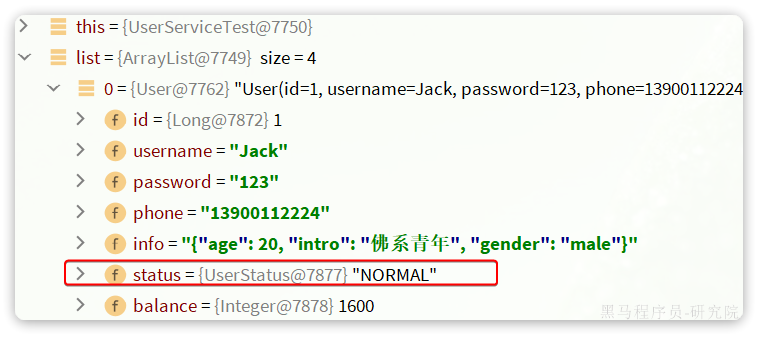 this = {UserServiceTest@7750}
list = {ArrayList@7749} size = 4
0 = {User@7762} "User(id=1, username=Jack, password=123, phone=13900112224
f id = {Long@7872} 1
f username = "Jack"
f password = "123"
f phone = "13900112224"
f info = "{"age": 20, "intro": "佛系青年", "gender": "male"}"
f status = {UserStatus@7877} "NORMAL"
f balance = {Integer@7878} 1600
黑马程序员-研究院